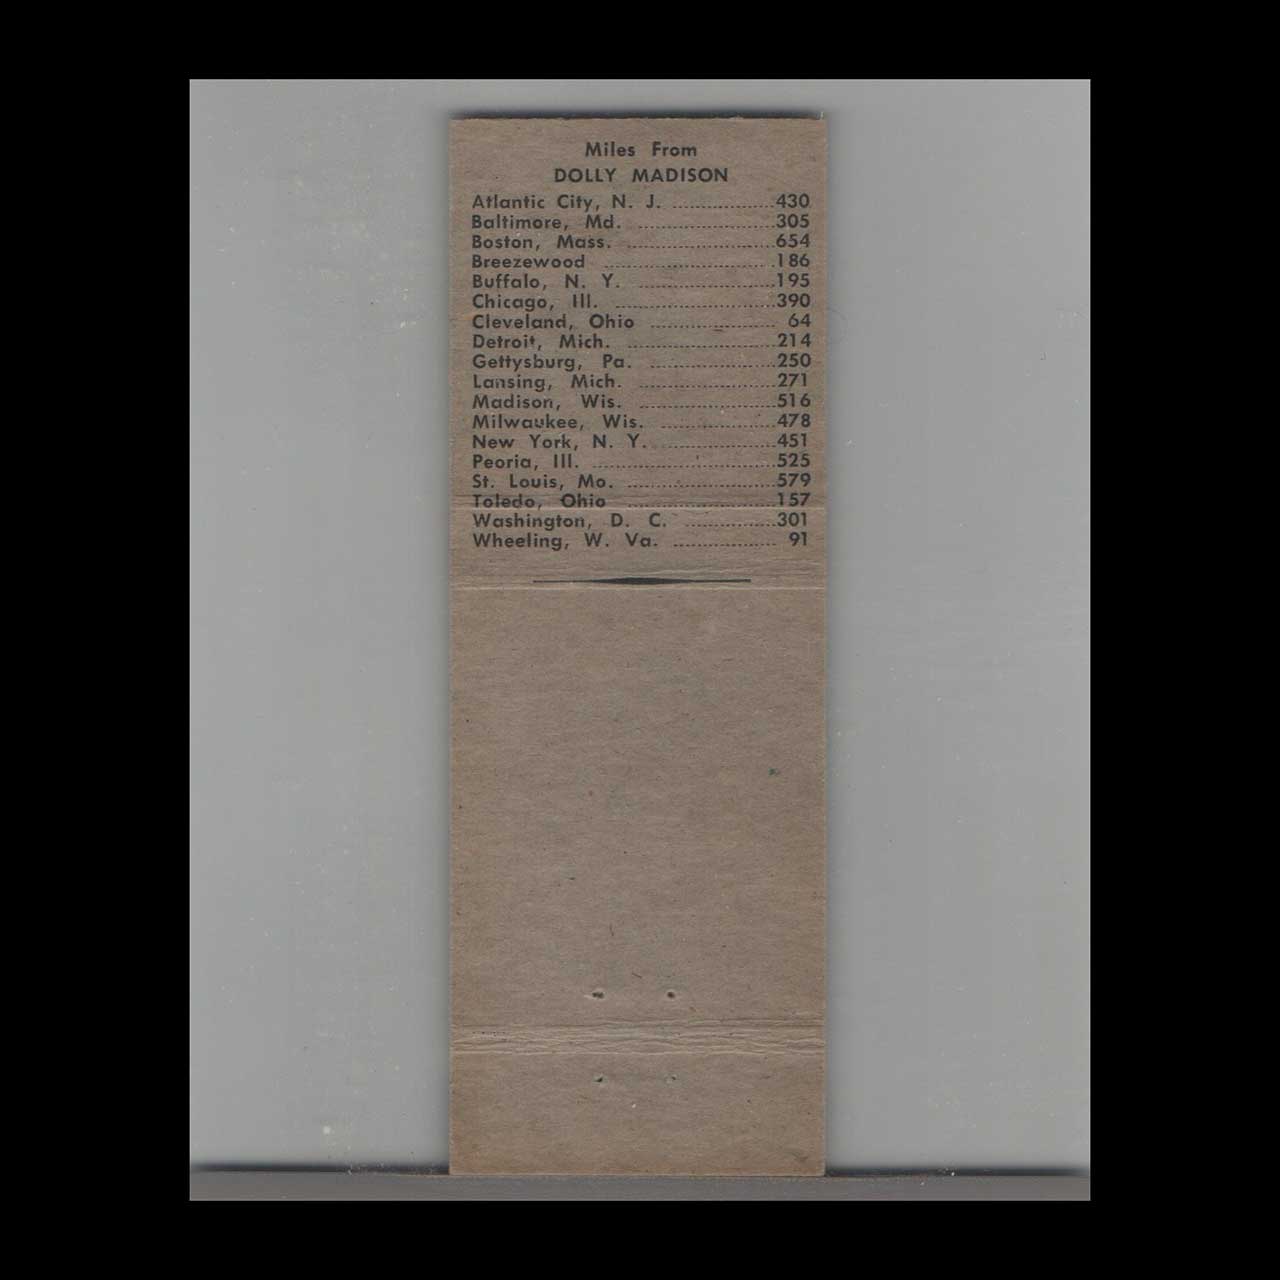 Miles From
DOLLY MADISON
Atlantic City, N. J. ..................430
Baltimore, Md. .........................305
Boston, Mass. ...........................654
Breezewood ..............................186
Buffalo, N. Y. .........................195
Chicago, Ill. .............................390
Cleveland, Ohio ...................... 64
Detroit, Mich. ...........................214
Gettysburg, Pa. .......................250
Lansing, Mich. ...........................271
Madison, Wis. .........................516
Milwaukee, Wis. .....................478
New York, N. Y. .......................451
Peoria, Ill. ................................525
St. Louis, Mo. ...........................579
Toledo, Ohio ...........................157
Washington, D. C. ................301
Wheeling, W. Va. ................... 91